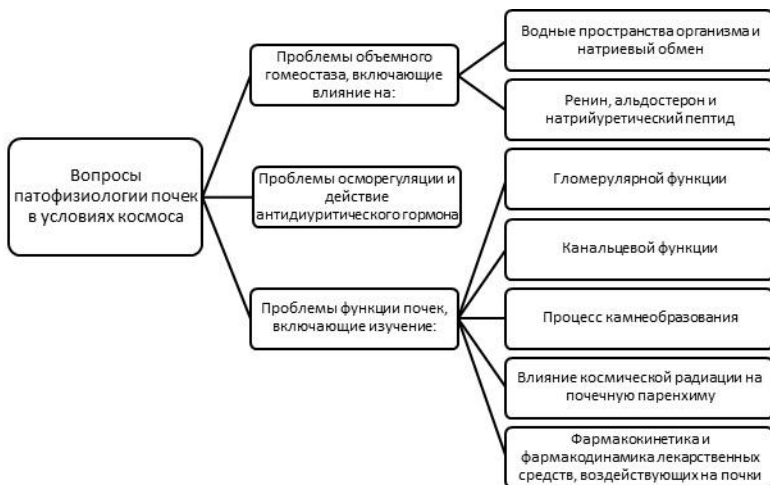 Вопросы
патофизиологии почек
в условиях космоса
Проблемы объемного
гомеостаза, включающие
влияние на:
Водные пространства организма и
натриевый обмен
Ренин, альдостерон и
натрийуретический пептид
Проблемы осморегуляции и
действие
антидиуритического гормона
Проблемы функции почек,
включающие изучение:
Гломерулярной функции
Канальцевой функции
Процесс камнеобразования
Влияние космической радиации на
почечную паренхиму
Фармакокинетика и
фармакодинамика лекарственных
средств, воздействующих на почки